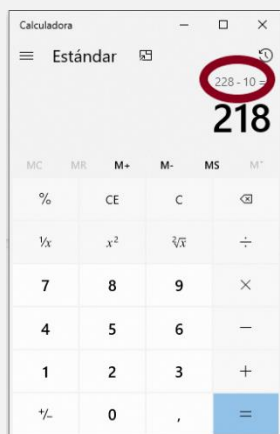 Calculadora
Estándar
228 - 10 =
218
MC MR M+ M- MS M˅
% CE C
¹/x x² ²√x ÷
7 8 9 ×
4 5 6 −
1 2 3 +
+/− 0 , =